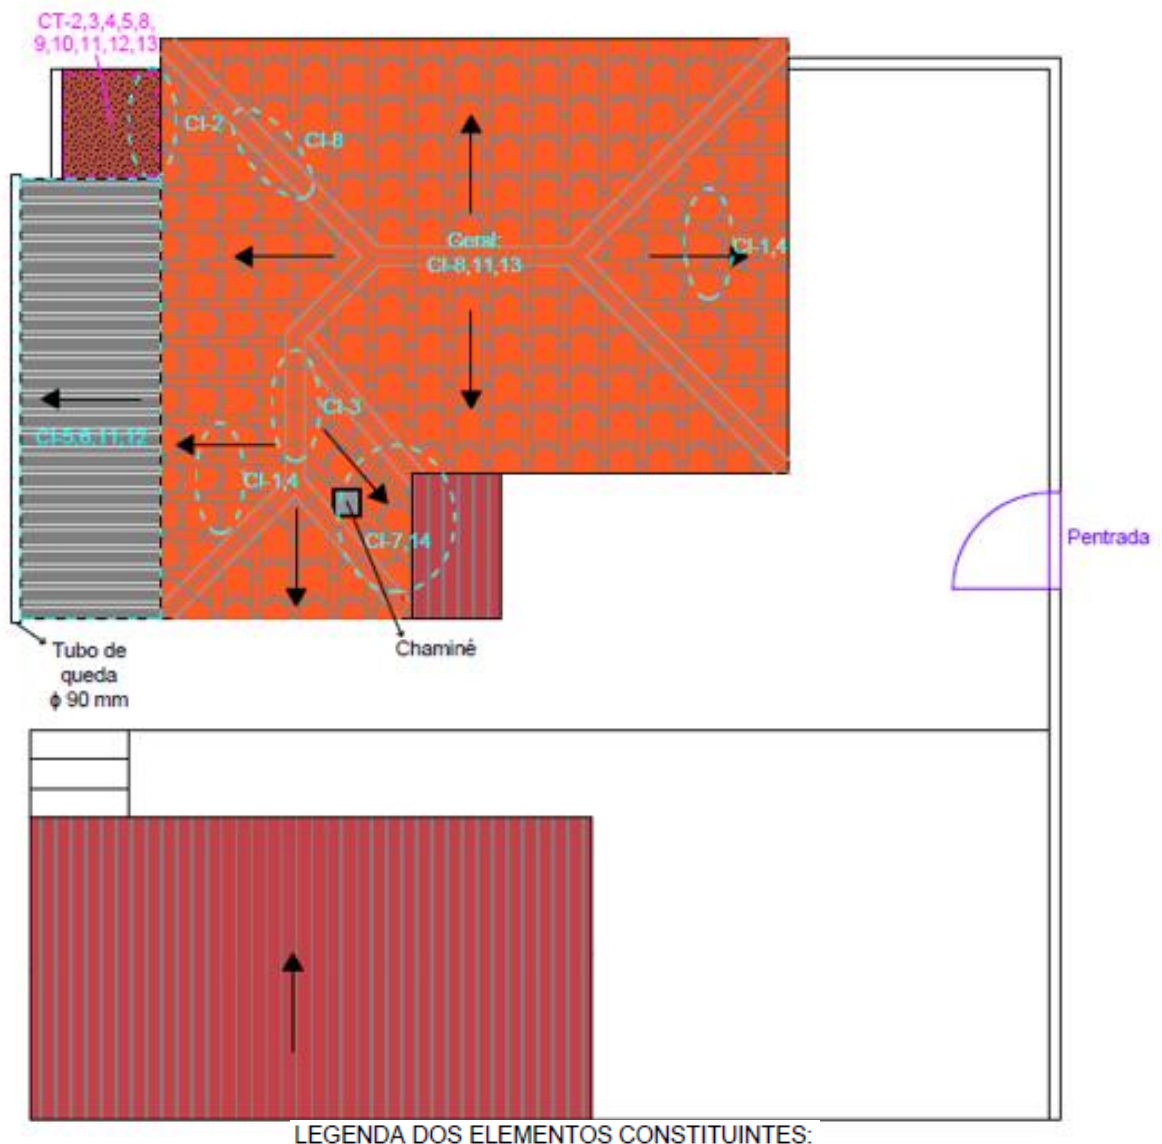 CT-2,3,4,5,8,
9,10,11,12,13
CI-2
CI-8
Geral:
CI-8,11,13
CI-1,4
CI-3
CI-5,6,11,12
CI-1,4
CI-7,14
Pentrada
Chaminé
Tubo de
queda
ϕ 90 mm
LEGENDA DOS ELEMENTOS CONSTITUINTES: